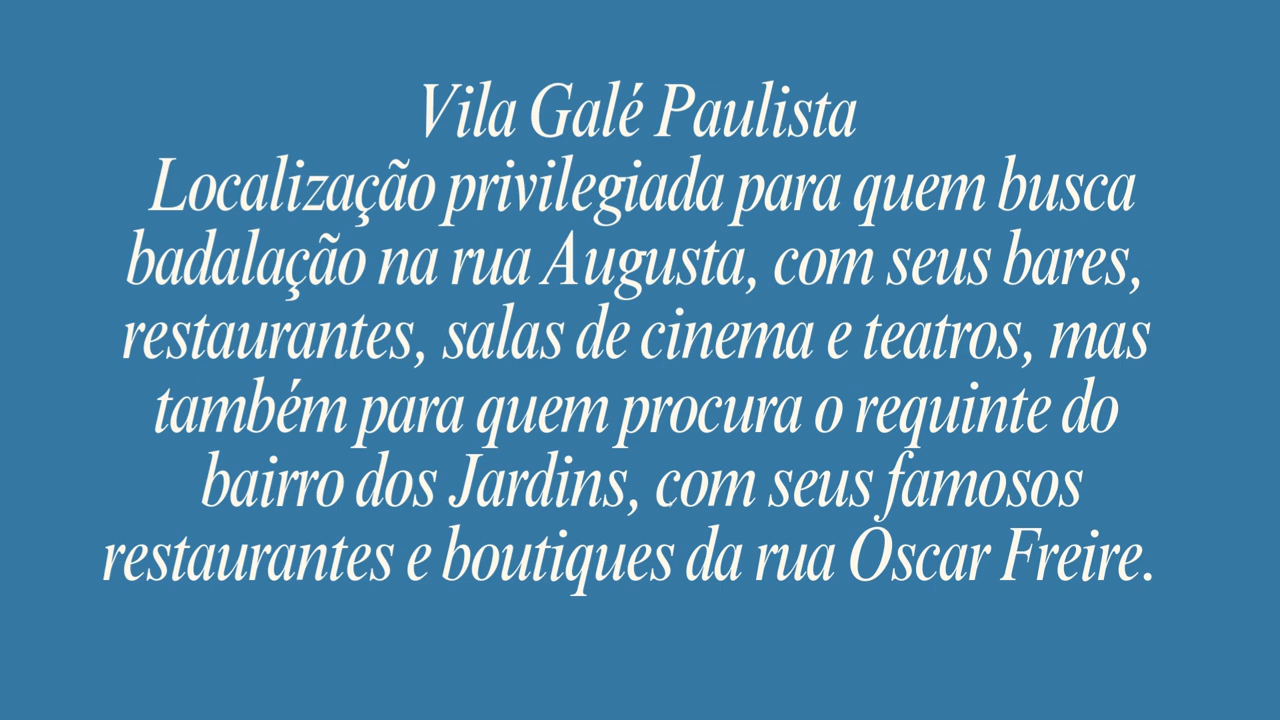 Vila Galé Paulista
Localização privilegiada para quem busca
badalação na rua Augusta, com seus bares,
restaurantes, salas de cinema e teatros, mas
também para quem procura o requinte do
bairro dos Jardins, com seus famosos
restaurantes e boutiques da rua Oscar Freire.